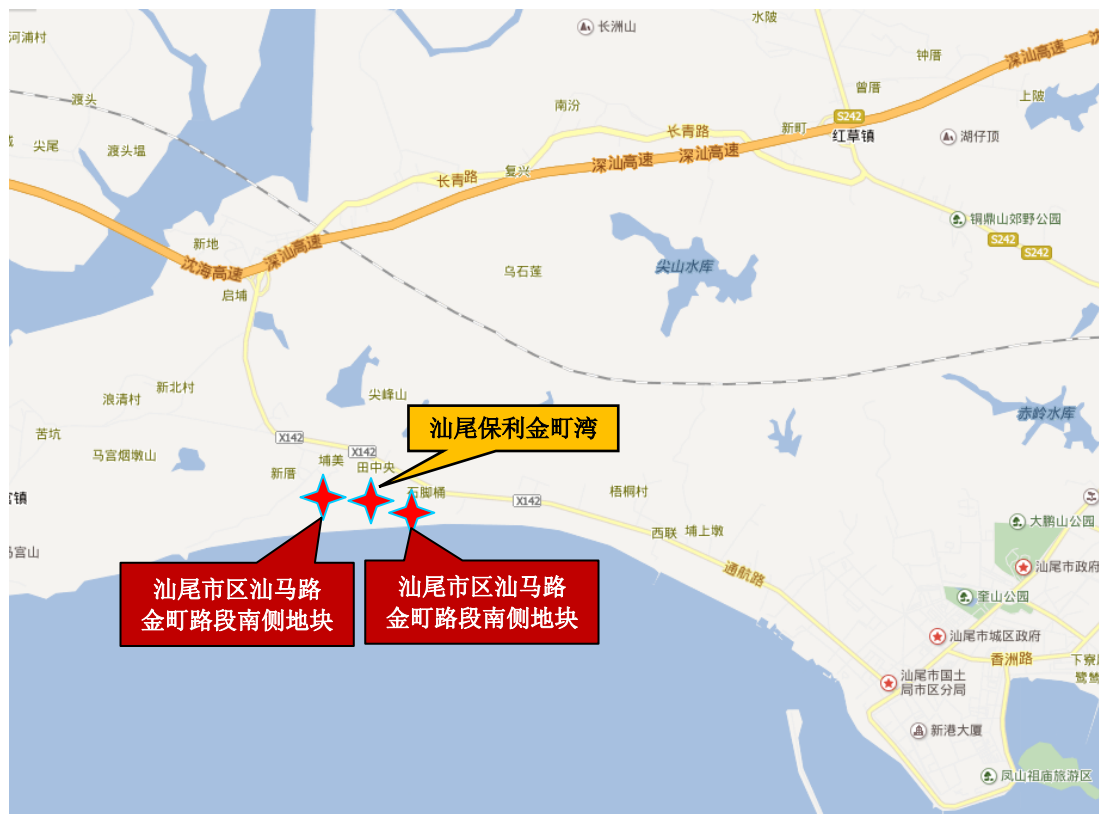 水陂
长洲山
河浦村
沈
钟厝
深汕高速
曾厝
上陂
渡头
南汾
S242
长青路
新町
红草镇
湖仔顶
尖尾
渡头塭
深汕高速
深汕高速
复兴
长青路
铜鼎山郊野公园
S242
S242
新地
深汕高速
沈海高速
启埔
乌石莲
尖山水库
新北村
浪清村
尖峰山
赤岭水库
汕尾保利金町湾
苦坑
X142
X142
马宫烟墩山
埔美
田中央
新厝
石脚桶
X142
梧桐村
宫镇
马宫山
西联
埔上墩
大鹏山公园
汕尾市政府
通航路
奎山公园
汕尾市区汕马路
金町路段南侧地块
汕尾市区汕马路
金町路段南侧地块
汕尾市城区政府
香洲路
下寮
鹭鸶
汕尾市国土
局市区分局
新港大厦
凤山祖庙旅游区